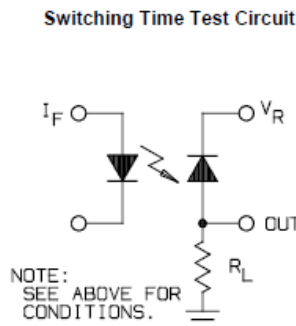 Switching Time Test Circuit
IF
VR
OUT
RL
NOTE:
SEE ABOVE FOR
CONDITIONS.